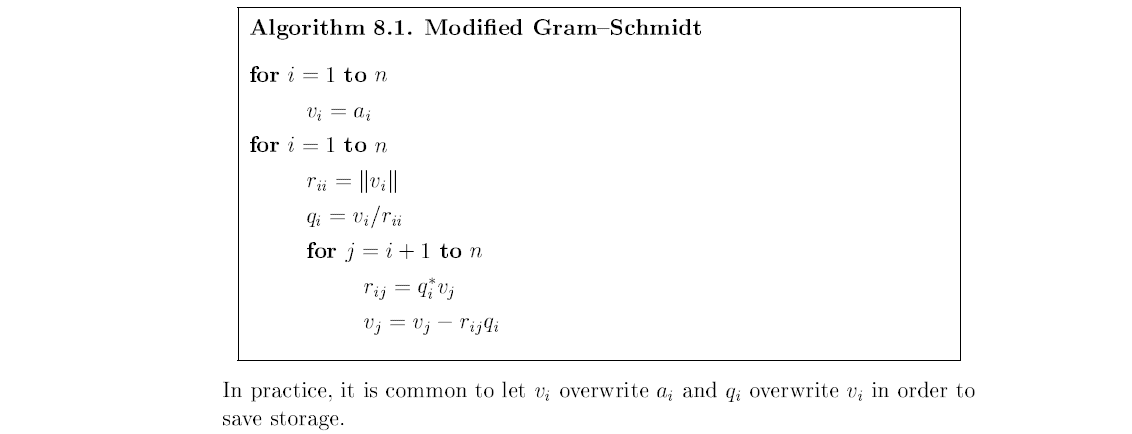 Algorithm 8.1. Modified Gram–Schmidt
for i = 1 to n
v_i = a_i
for i = 1 to n
r_{ii} = ‖v_i‖
q_i = v_i/r_{ii}
for j = i + 1 to n
r_{ij} = q_i^* v_j
v_j = v_j − r_{ij}q_i
In practice, it is common to let v_i overwrite a_i and q_i overwrite v_i in order to
save storage.